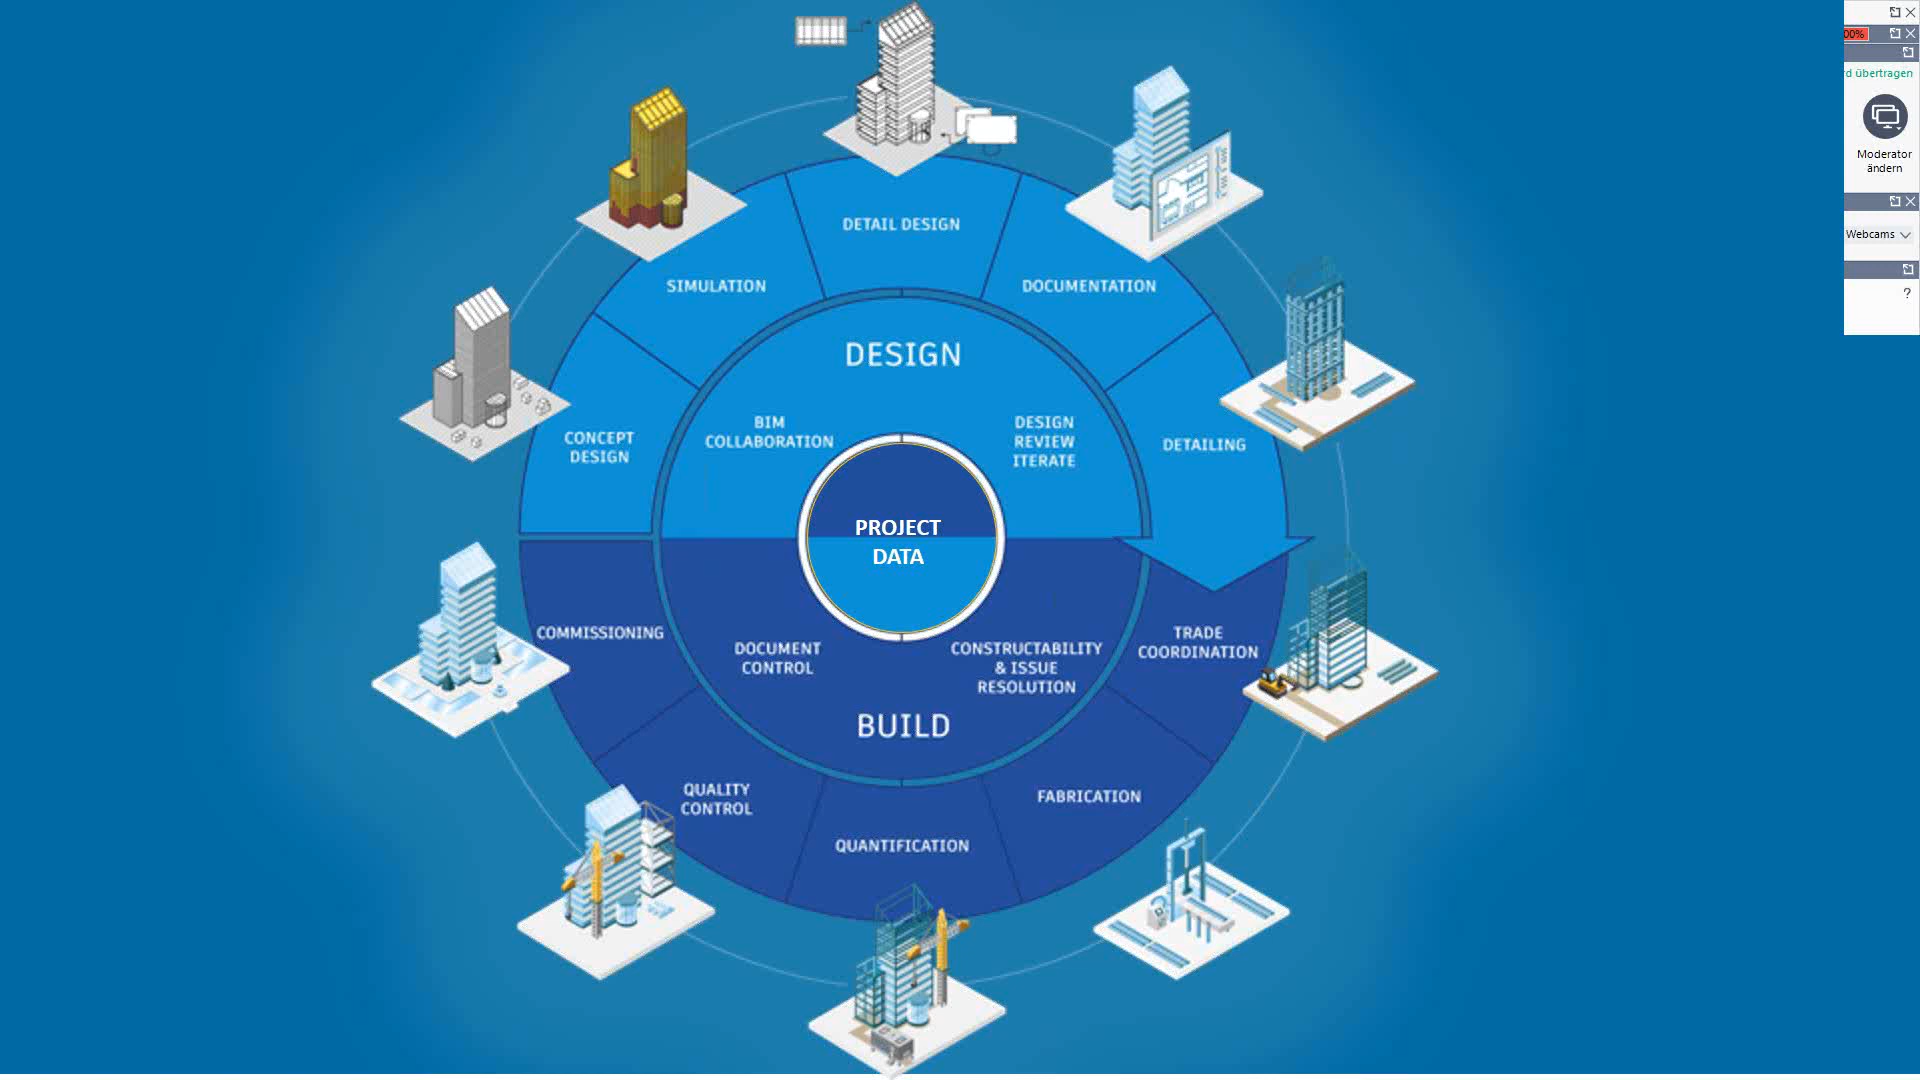 DETAIL DESIGN
SIMULATION
DOCUMENTATION
DESIGN
BIM
COLLABORATION
DESIGN
REVIEW
ITERATE
CONCEPT
DESIGN
DETAILING
PROJECT
DATA
COMMISSIONING
DOCUMENT
CONTROL
CONSTRUCTABILITY
& ISSUE
RESOLUTION
TRADE
COORDINATION
BUILD
QUALITY
CONTROL
FABRICATION
QUANTIFICATION
00%
d übertragen
Moderator
ändern
Webcams
?